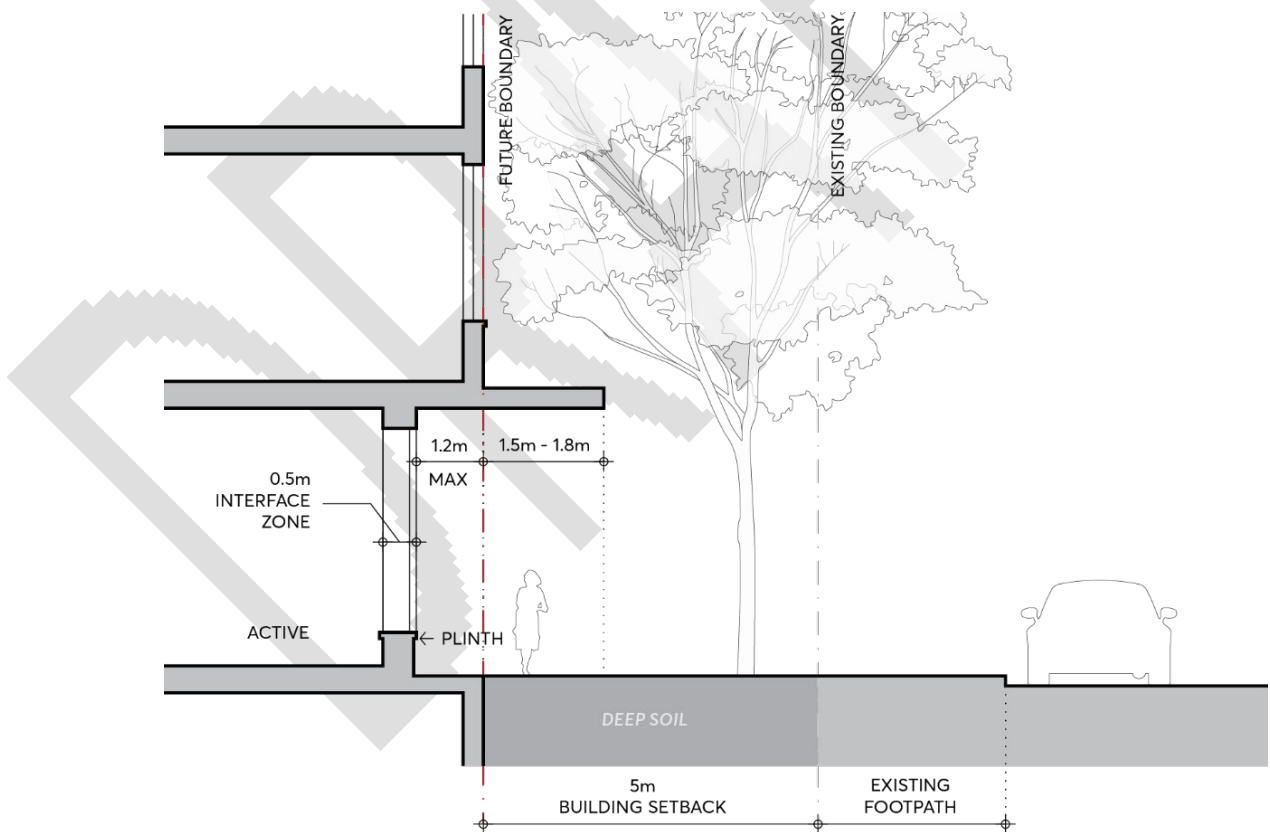 FUTURE BOUNDARY
EXISTING BOUNDARY
1.2m
MAX
1.5m - 1.8m
0.5m
INTERFACE
ZONE
ACTIVE
← PLINTH
DEEP SOIL
5m
BUILDING SETBACK
EXISTING
FOOTPATH